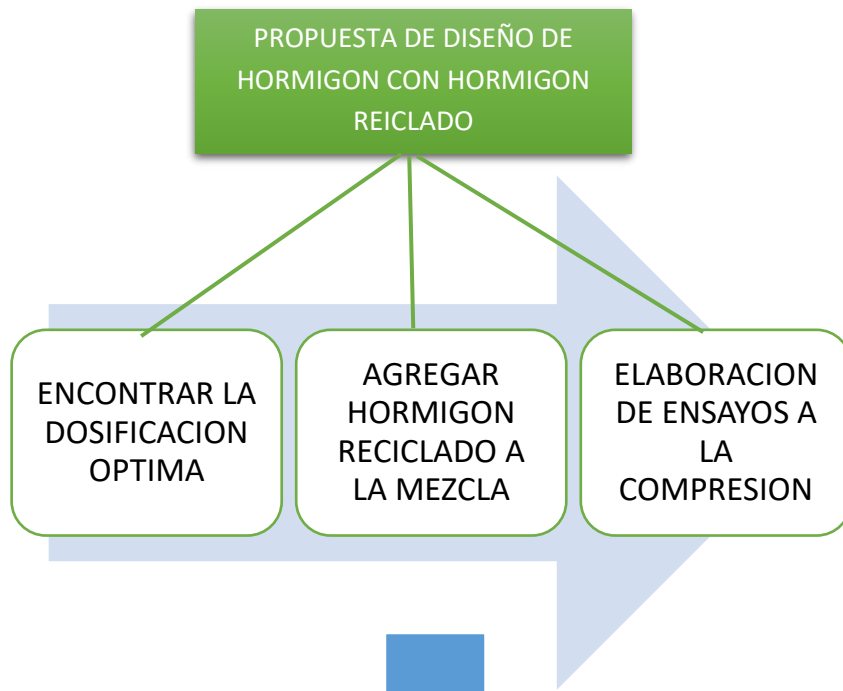 PROPUESTA DE DISEÑO DE
HORMIGON CON HORMIGON
REICLADO
ENCONTRAR LA
DOSIFICACION
OPTIMA
AGREGAR
HORMIGON
RECICLADO A
LA MEZCLA
ELABORACION
DE ENSAYOS A
LA
COMPRESION